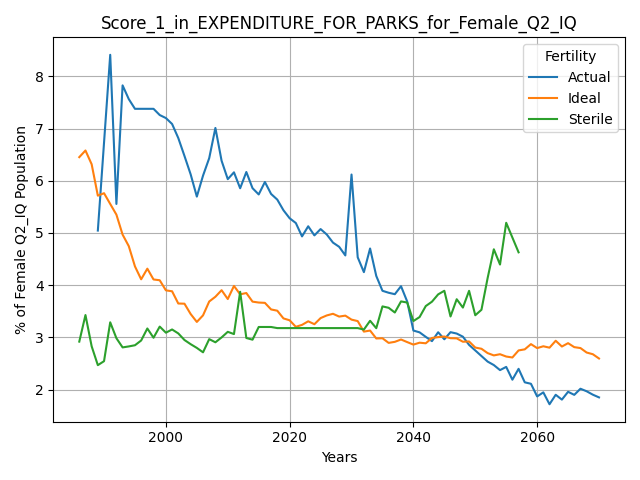 Score_1_in_EXPENDITURE_FOR_PARKS_for_Female_Q2_IQ
Fertility
Actual
Ideal
Sterile
% of Female Q2_IQ Population
8
7
6
5
4
3
2
2000
2020
2040
2060
Years